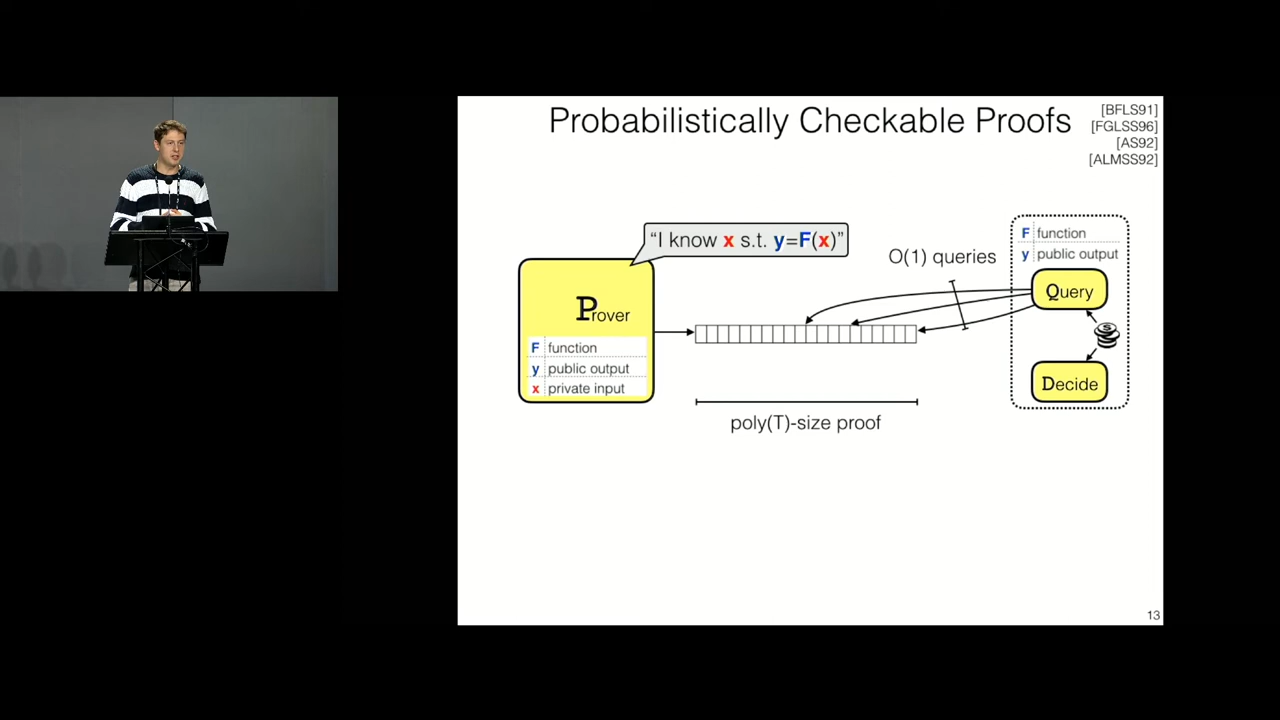 Probabilistically Checkable Proofs
[BFLS91]
[FGLSS96]
[AS92]
[ALMSS92]
"I know x s.t. y=F(x)"
Prover
F function
y public output
x private input
poly(T)-size proof
O(1) queries
F function
y public output
Query
$
Decide
13